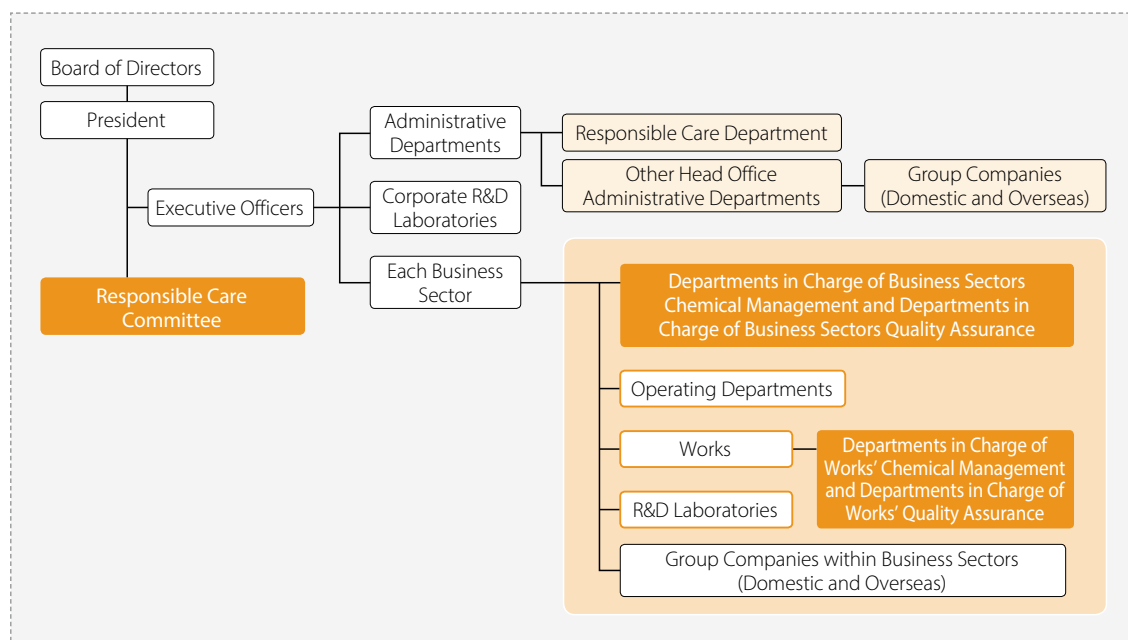 Board of Directors
President
Executive Officers
Responsible Care
Committee
Administrative
Departments
Corporate R&D
Laboratories
Each Business
Sector
Responsible Care Department
Other Head Office
Administrative Departments
Group Companies
(Domestic and Overseas)
Departments in Charge of Business Sectors
Chemical Management and Departments in
Charge of Business Sectors Quality Assurance
Operating Departments
Works
Departments in Charge of
Works’ Chemical Management
and Departments in Charge of
Works’ Quality Assurance
R&D Laboratories
Group Companies within Business Sectors
(Domestic and Overseas)